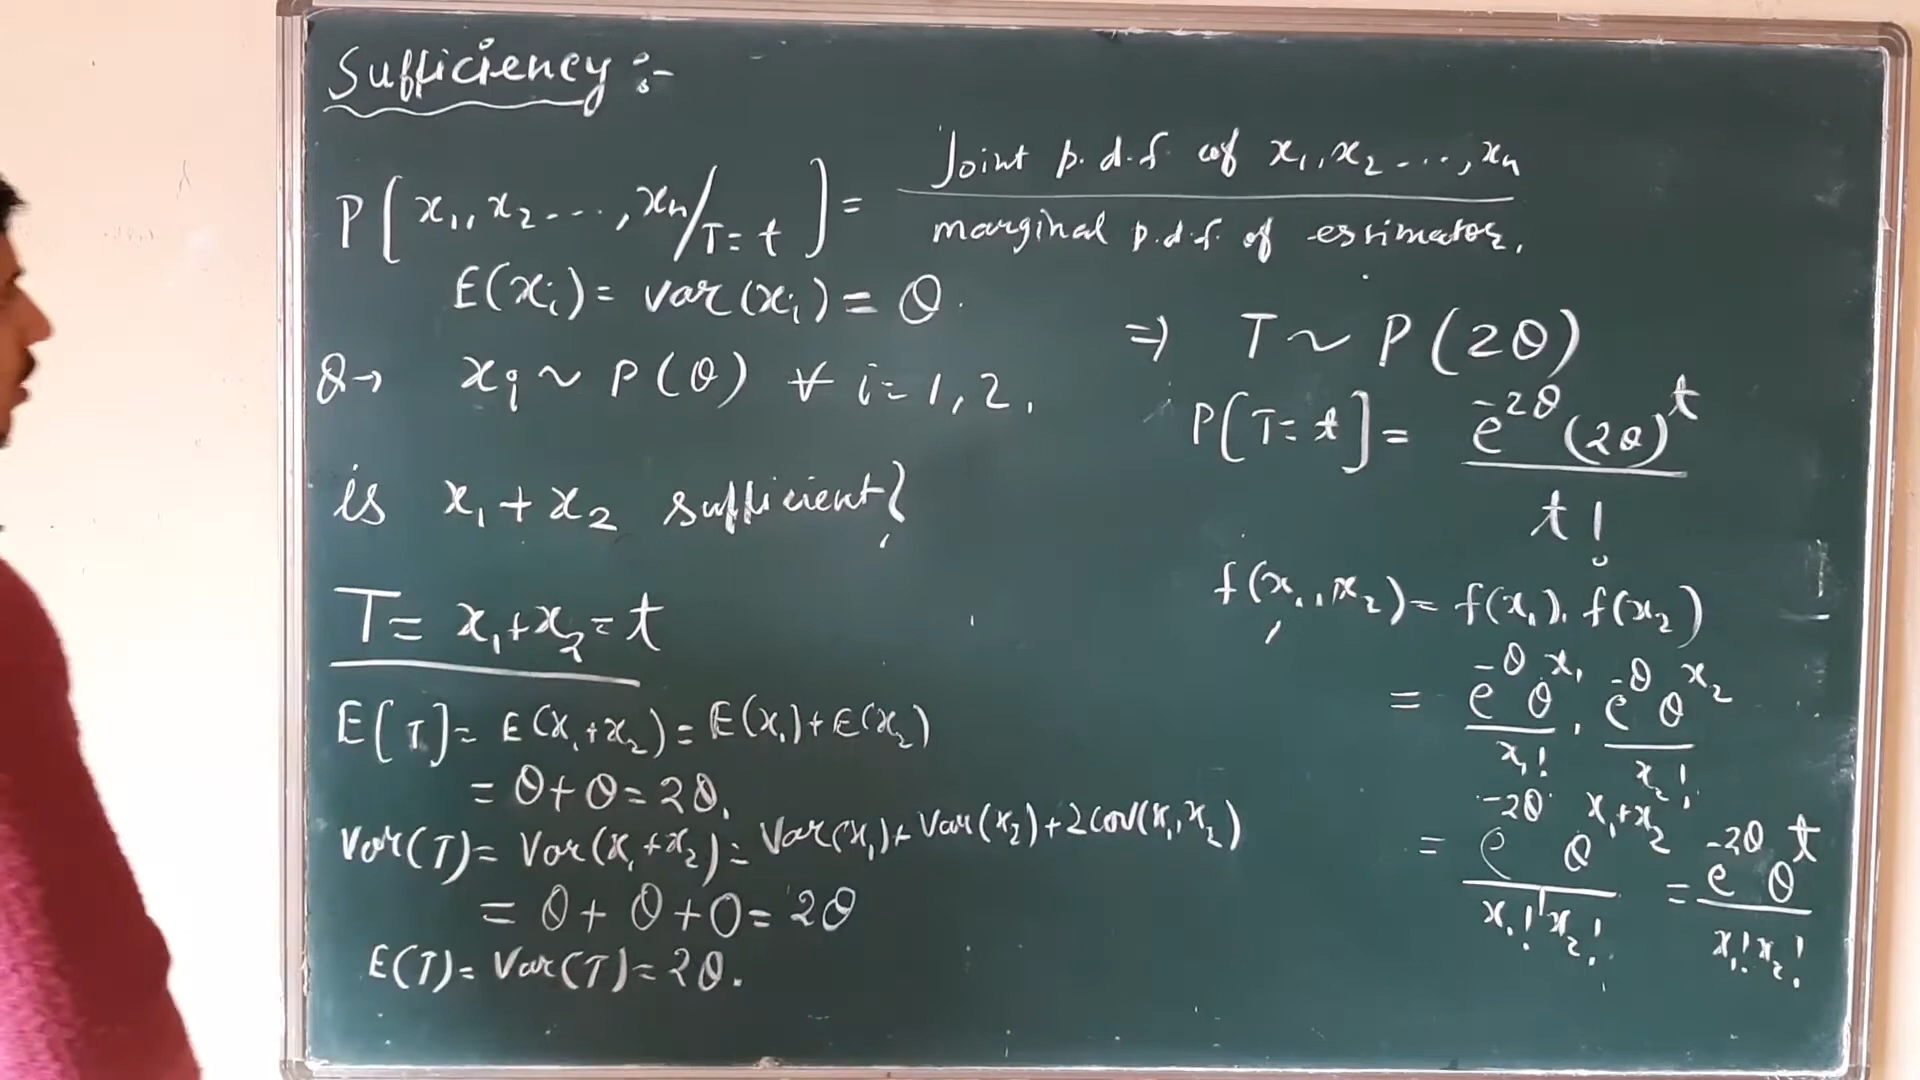 Sufficiency :-
P[x₁, x₂ ---, xₙ/T=t] = Joint p.d.f of x₁, x₂ ---, xₙ / marginal p.d.f. of estimator.
E(xᵢ) = var(xᵢ) = θ.
Q→ xᵢ ~ P(θ) ∀ i=1,2.
is x₁+x₂ sufficient?
T= x₁+x₂=t
E[T]= E(x₁+x₂) = E(x₁)+E(x₂)
= θ+θ=2θ.
Var(T)= Var(x₁+x₂)= Var(x₁)+Var(x₂)+2cov(x₁,x₂)
= θ+θ+0=2θ
E(T)= Var(T)=2θ.
⇒ T~P(2θ)
P[T=t]= e^-2θ (2θ)^t / t!
f(x₁,x₂)= f(x₁).f(x₂)
= e^-θ θ^x₁ / x₁! . e^-θ θ^x₂ / x₂!
= e^-2θ θ^x₁+x₂ / x₁! x₂! = e^-2θ θ^t / x₁! x₂!